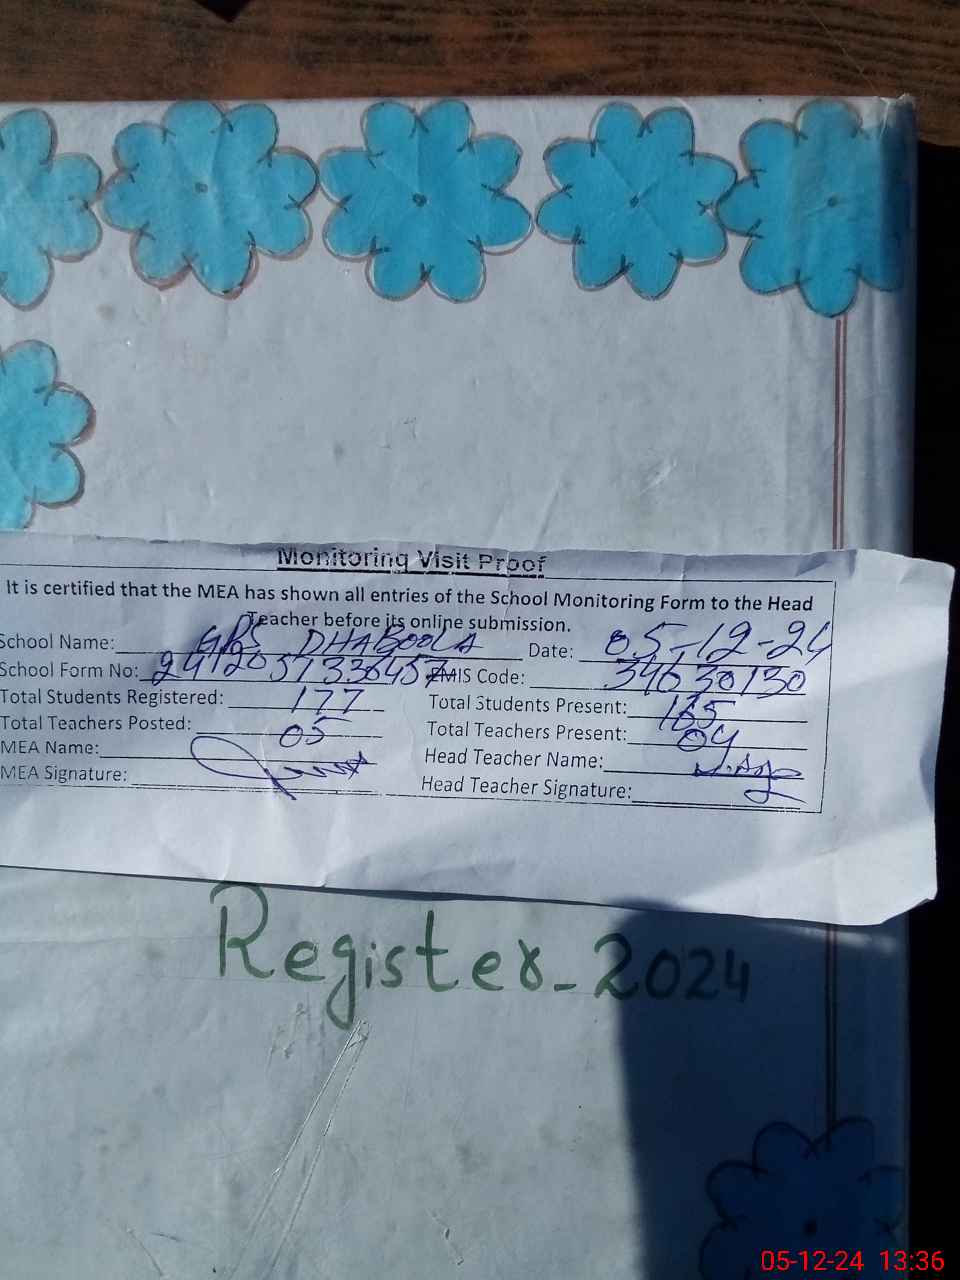 Monitoring Visit Proof
It is certified that the MEA has shown all entries of the School Monitoring Form to the Head
Teacher before its online submission.
School Name: GPS DHABOOLA Date: 05-12-24
School Form No: 2412057336457 EMIS Code: 34630130
Total Students Registered: 177 Total Students Present: 165
Total Teachers Posted: 05 Total Teachers Present: 04
MEA Name: Head Teacher Name:
MEA Signature: Head Teacher Signature:
Register-2024
05-12-24 13:36